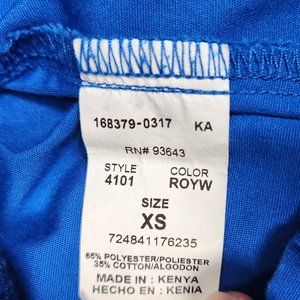 168379-0317 KA
RN# 93643
STYLE COLOR
4101 ROYW
SIZE
XS
724841176235
65% POLYESTER/POLIESTER
35% COTTON/ALGODON
MADE IN : KENYA
HECHO EN : KENIA